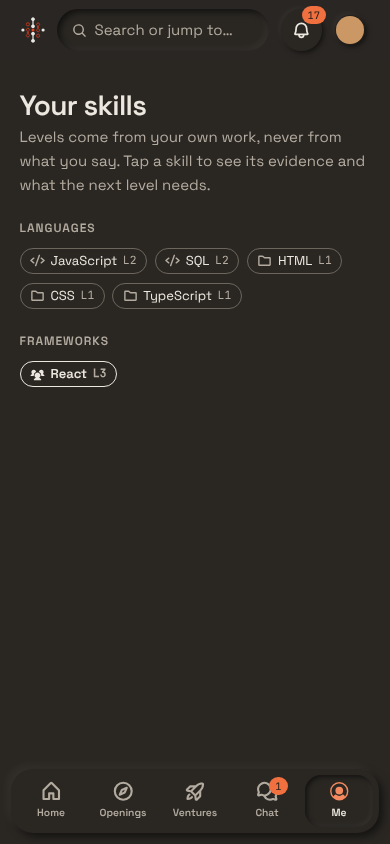 Search or jump to...
17
Your skills
Levels come from your own work, never from
what you say. Tap a skill to see its evidence and
what the next level needs.
LANGUAGES
JavaScript L2
SQL L2
HTML L1
CSS L1
TypeScript L1
FRAMEWORKS
React L3
1
Home
Openings
Ventures
Chat
Me